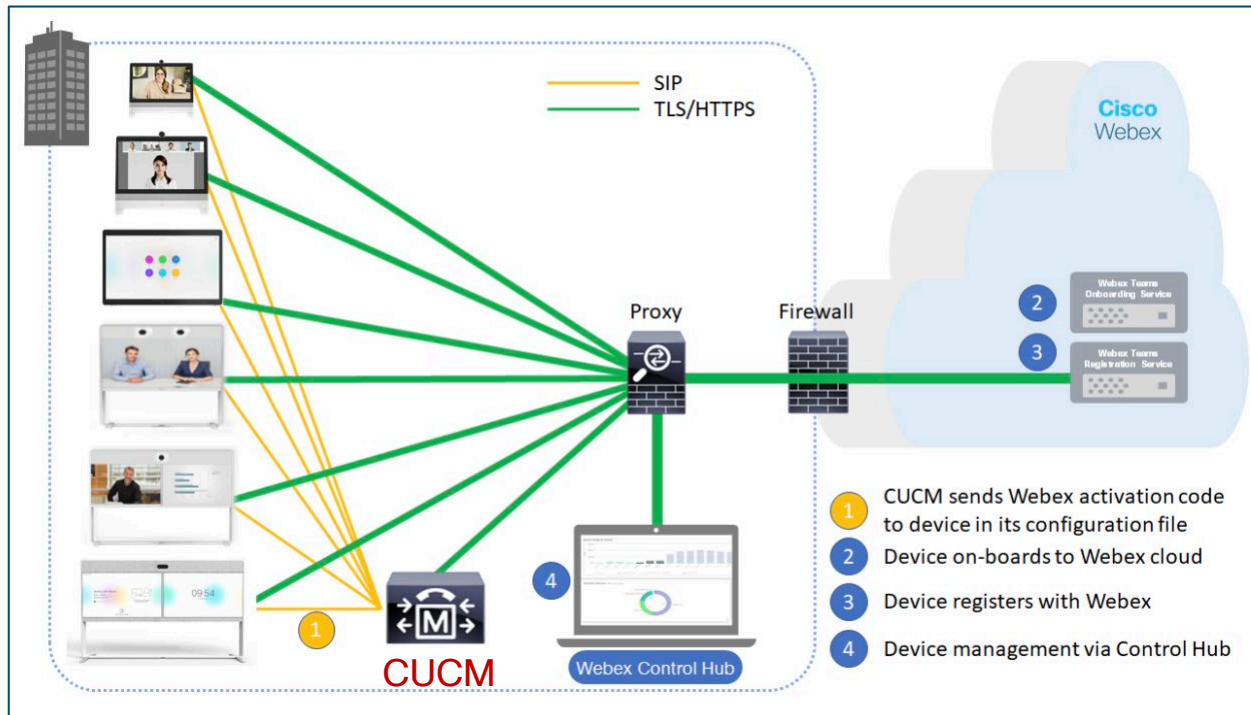 SIP
TLS/HTTPS
Cisco
Webex
Proxy
Firewall
2
Webex Teams
Onboarding Service
3
Webex Teams
Registration Service
09:54
1
M
CUCM
4
Webex Control Hub
1 CUCM sends Webex activation code
to device in its configuration file
2 Device on-boards to Webex cloud
3 Device registers with Webex
4 Device management via Control Hub